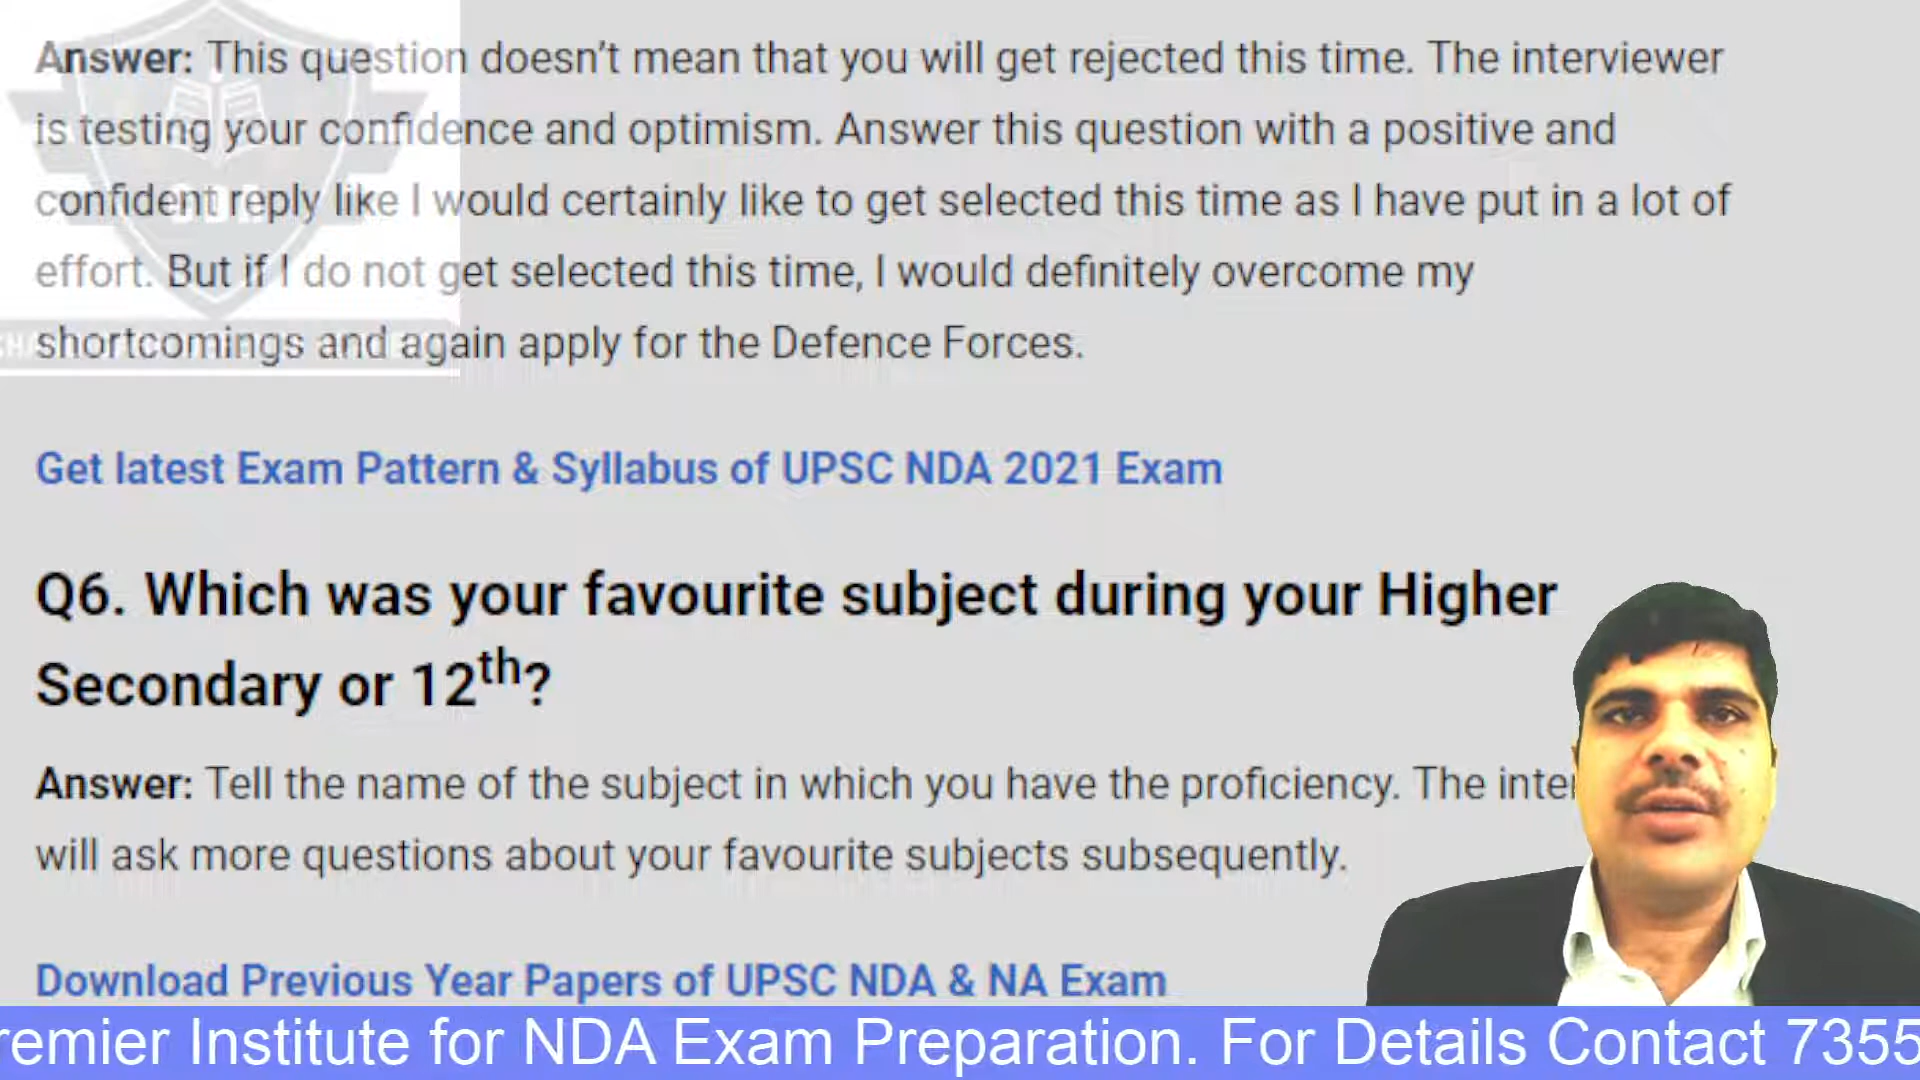 Answer: This question doesn’t mean that you will get rejected this time. The interviewer
is testing your confidence and optimism. Answer this question with a positive and
confident reply like I would certainly like to get selected this time as I have put in a lot of
effort. But if I do not get selected this time, I would definitely overcome my
shortcomings and again apply for the Defence Forces.
Get latest Exam Pattern & Syllabus of UPSC NDA 2021 Exam
Q6. Which was your favourite subject during your Higher
Secondary or 12th?
Answer: Tell the name of the subject in which you have the proficiency. The inte
will ask more questions about your favourite subjects subsequently.
Download Previous Year Papers of UPSC NDA & NA Exam
remier Institute for NDA Exam Preparation. For Details Contact 7355